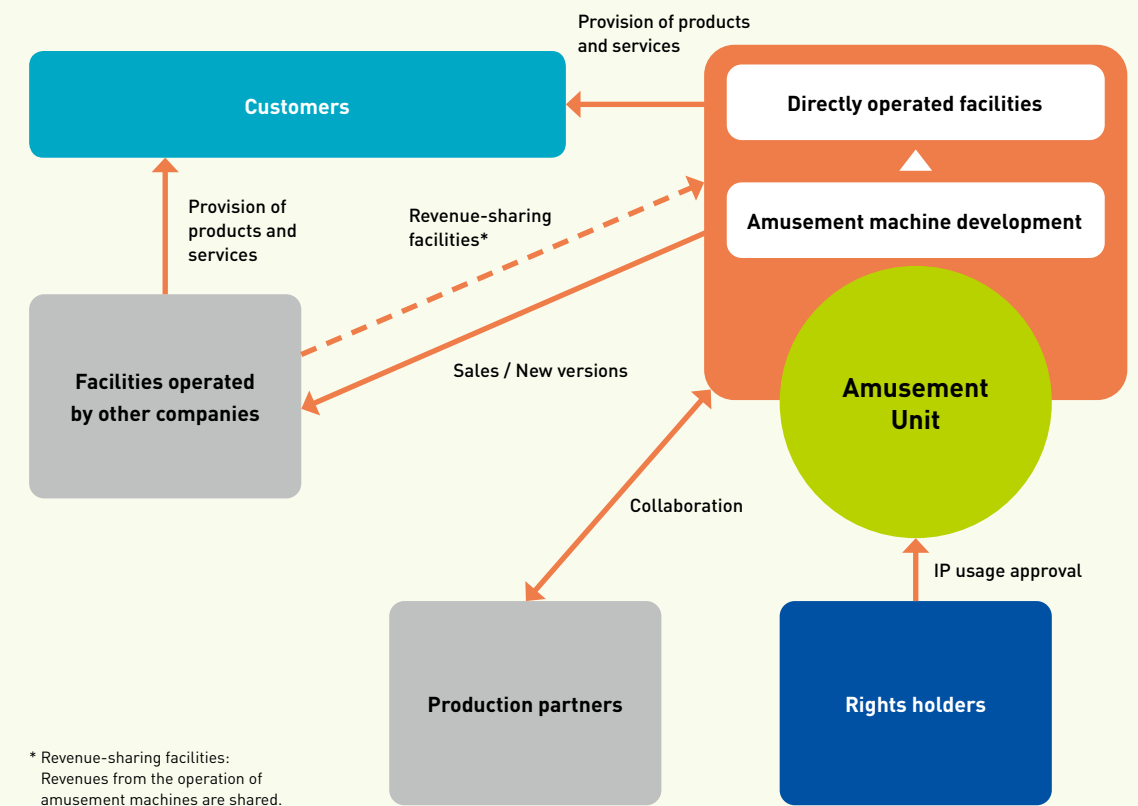 Provision of products
and services
Customers
Directly operated facilities
Provision of
products and
services
Revenue-sharing
facilities*
Amusement machine development
Facilities operated
by other companies
Sales / New versions
Amusement
Unit
Collaboration
IP usage approval
Production partners
Rights holders
* Revenue-sharing facilities:
Revenues from the operation of
amusement machines are shared.